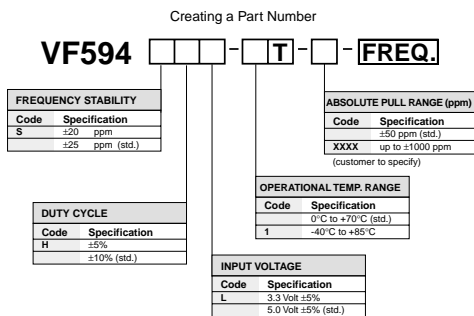 Creating a Part Number
VF594 - T - - FREQ.
FREQUENCY STABILITY
Code Specification
S ±20 ppm
±25 ppm (std.)
ABSOLUTE PULL RANGE (ppm)
Code Specification
±50 ppm (std.)
XXXX up to ±1000 ppm
(customer to specify)
OPERATIONAL TEMP. RANGE
Code Specification
0°C to +70°C (std.)
1 -40°C to +85°C
DUTY CYCLE
Code Specification
H ±5%
±10% (std.)
INPUT VOLTAGE
Code Specification
L 3.3 Volt ±5%
5.0 Volt ±5% (std.)